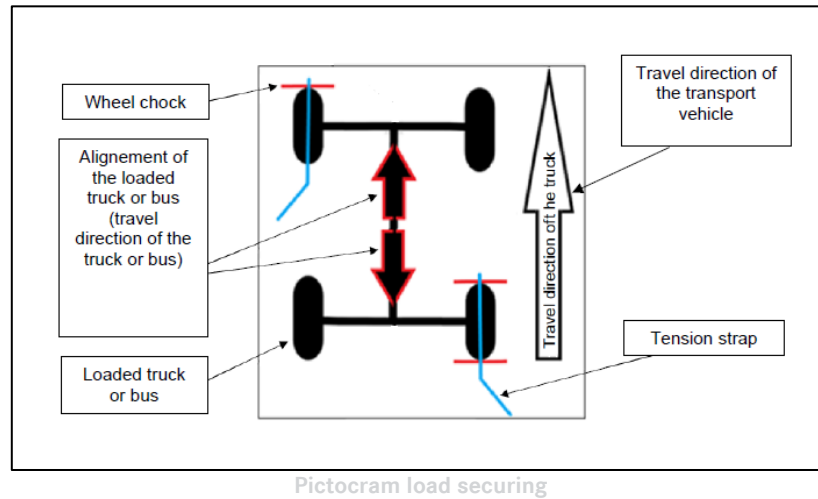 Wheel chock
Alignement of
the loaded
truck or bus
(travel
direction of the
truck or bus)
Loaded truck
or bus
Travel direction oft he truck
Travel direction of
the transport
vehicle
Tension strap
Pictocram load securing